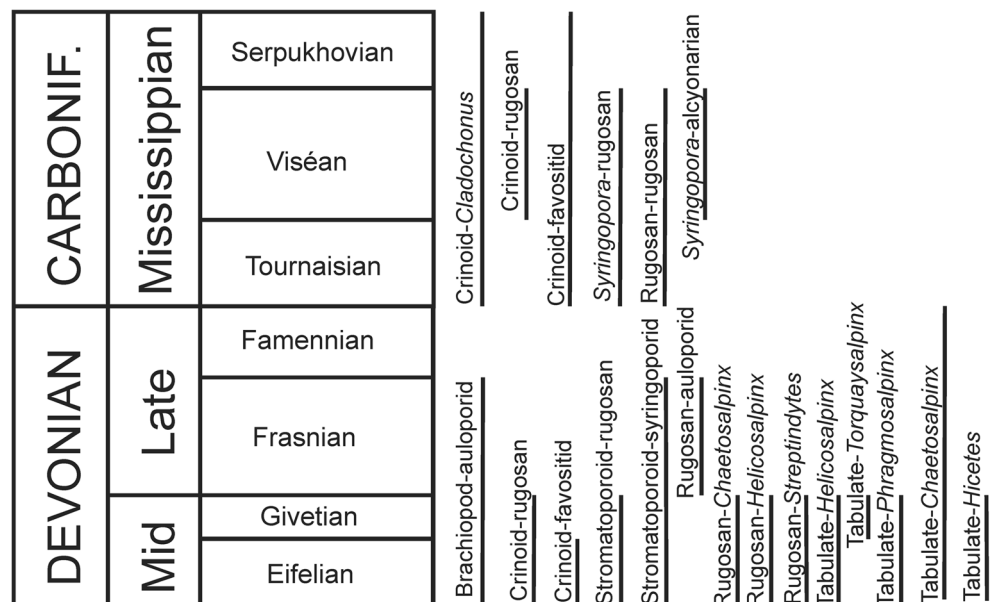 CARBONIF.
Mississippian
Serpukhovian
Viséan
Tournaisian
DEVONIAN
Late
Famennian
Frasnian
Mid
Givetian
Eifelian
Crinoid-Cladochonus
Crinoid-rugosan
Crinoid-favositid
Syringopora-rugosan
Rugosan-rugosan
Syringopora-alcyonarian
Brachiopod-auloporid
Crinoid-rugosan
Crinoid-favositid
Stromatoporoid-rugosan
Stromatoporoid-syringoporid
Rugosan-auloporid
Rugosan-Chaetosalpinx
Rugosan-Helicosalpinx
Rugosan-Streptindytes
Tabulate-Helicosalpinx
Tabulate-Torquaysalpinx
Tabulate-Phragmosalpinx
Tabulate-Chaetosalpinx
Tabulate-Hicetes